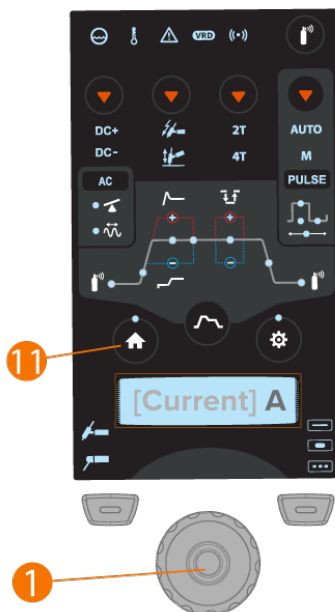 VRD
DC+
2T
AUTO
DC-
4T
M
AC
PULSE
11
[Current] A
1